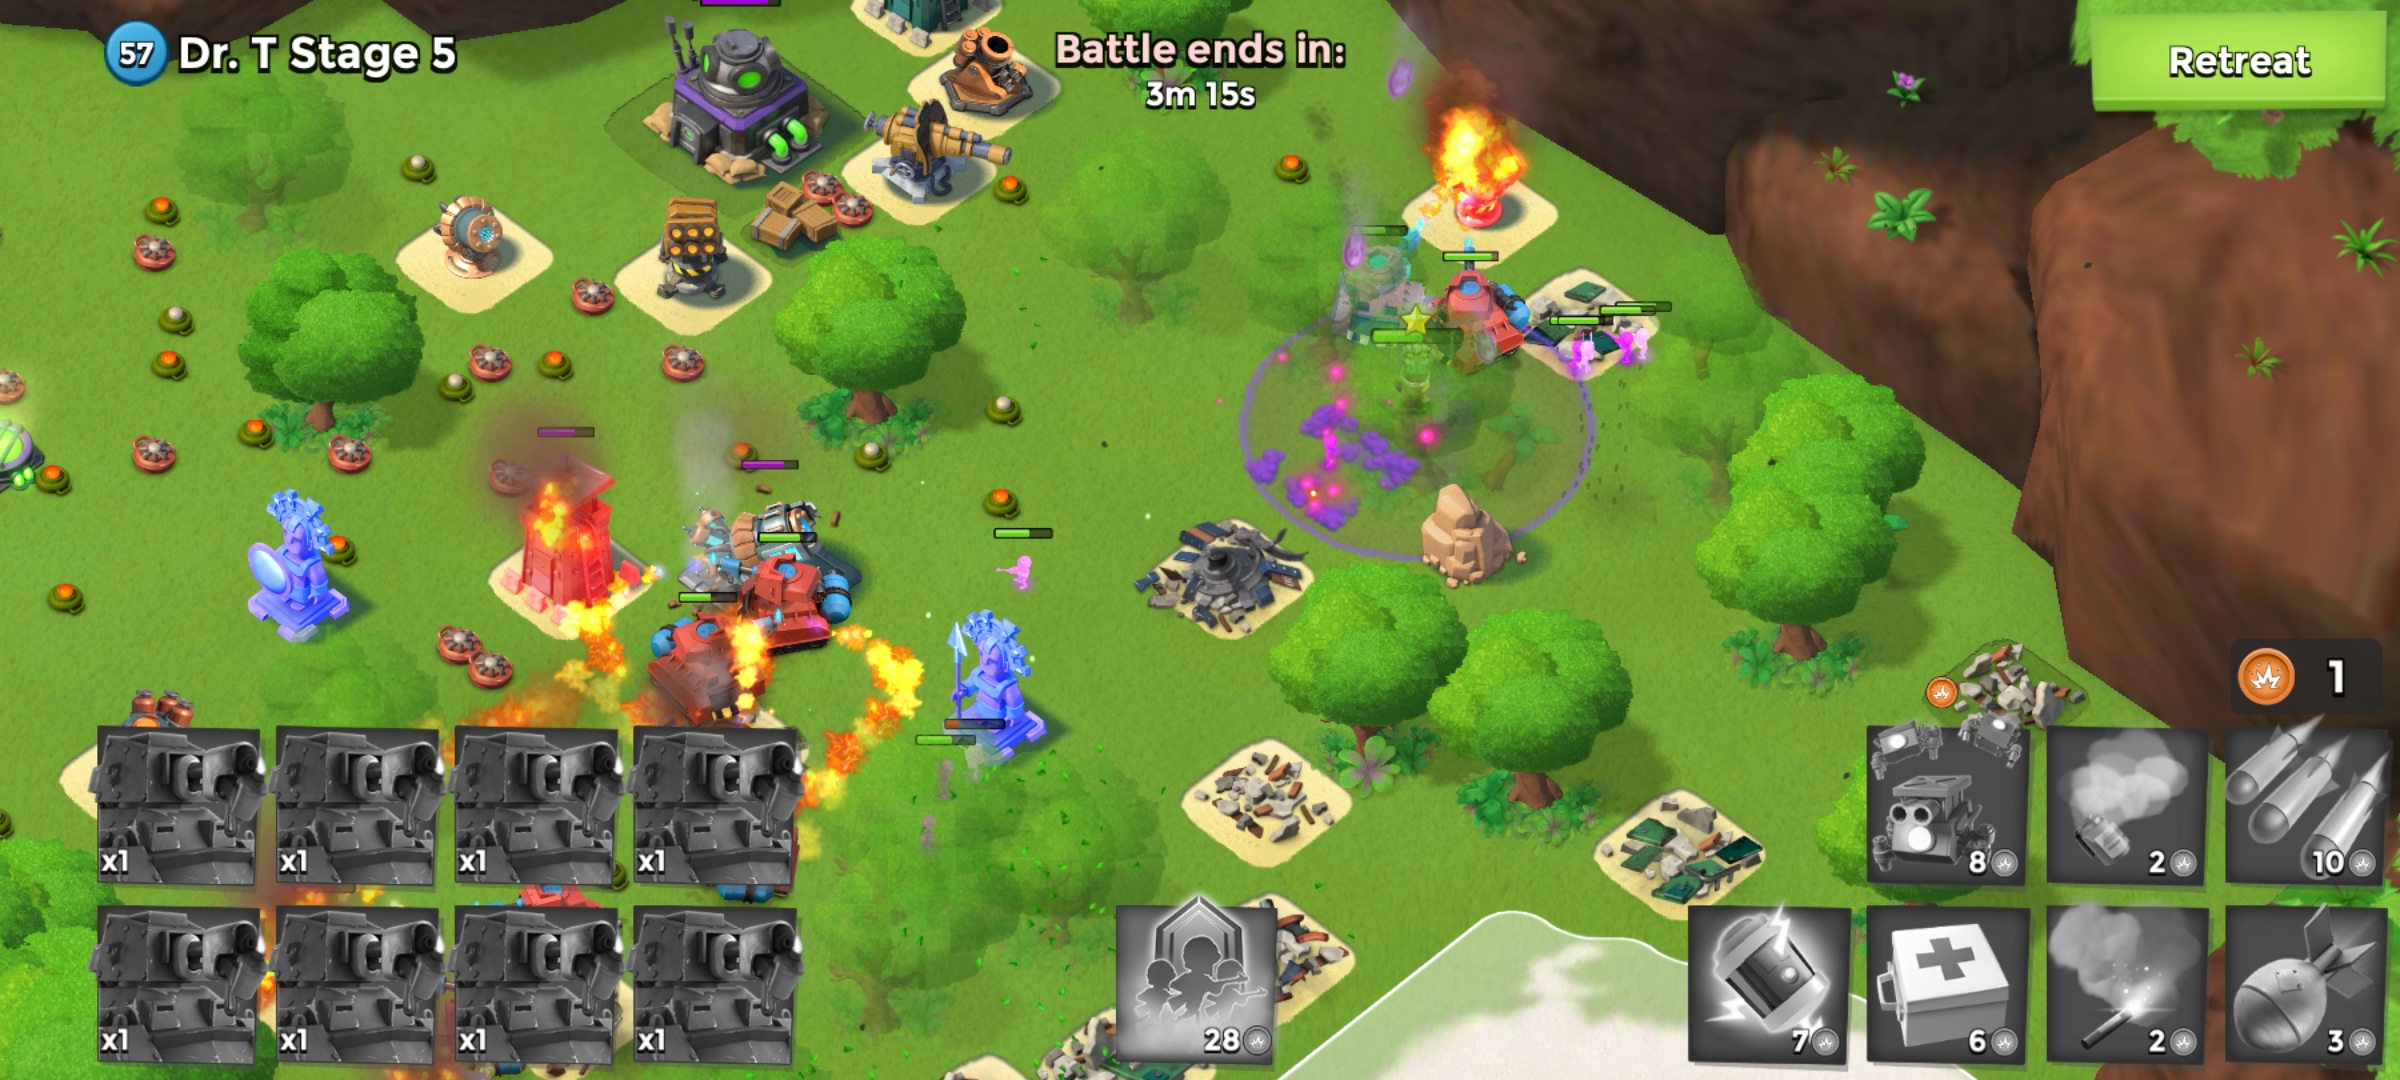 57 Dr. T Stage 5
Battle ends in:
3m 15s
Retreat
1
x1 x1 x1 x1
8 2 10
x1 x1 x1 x1
28 7 6 2 3